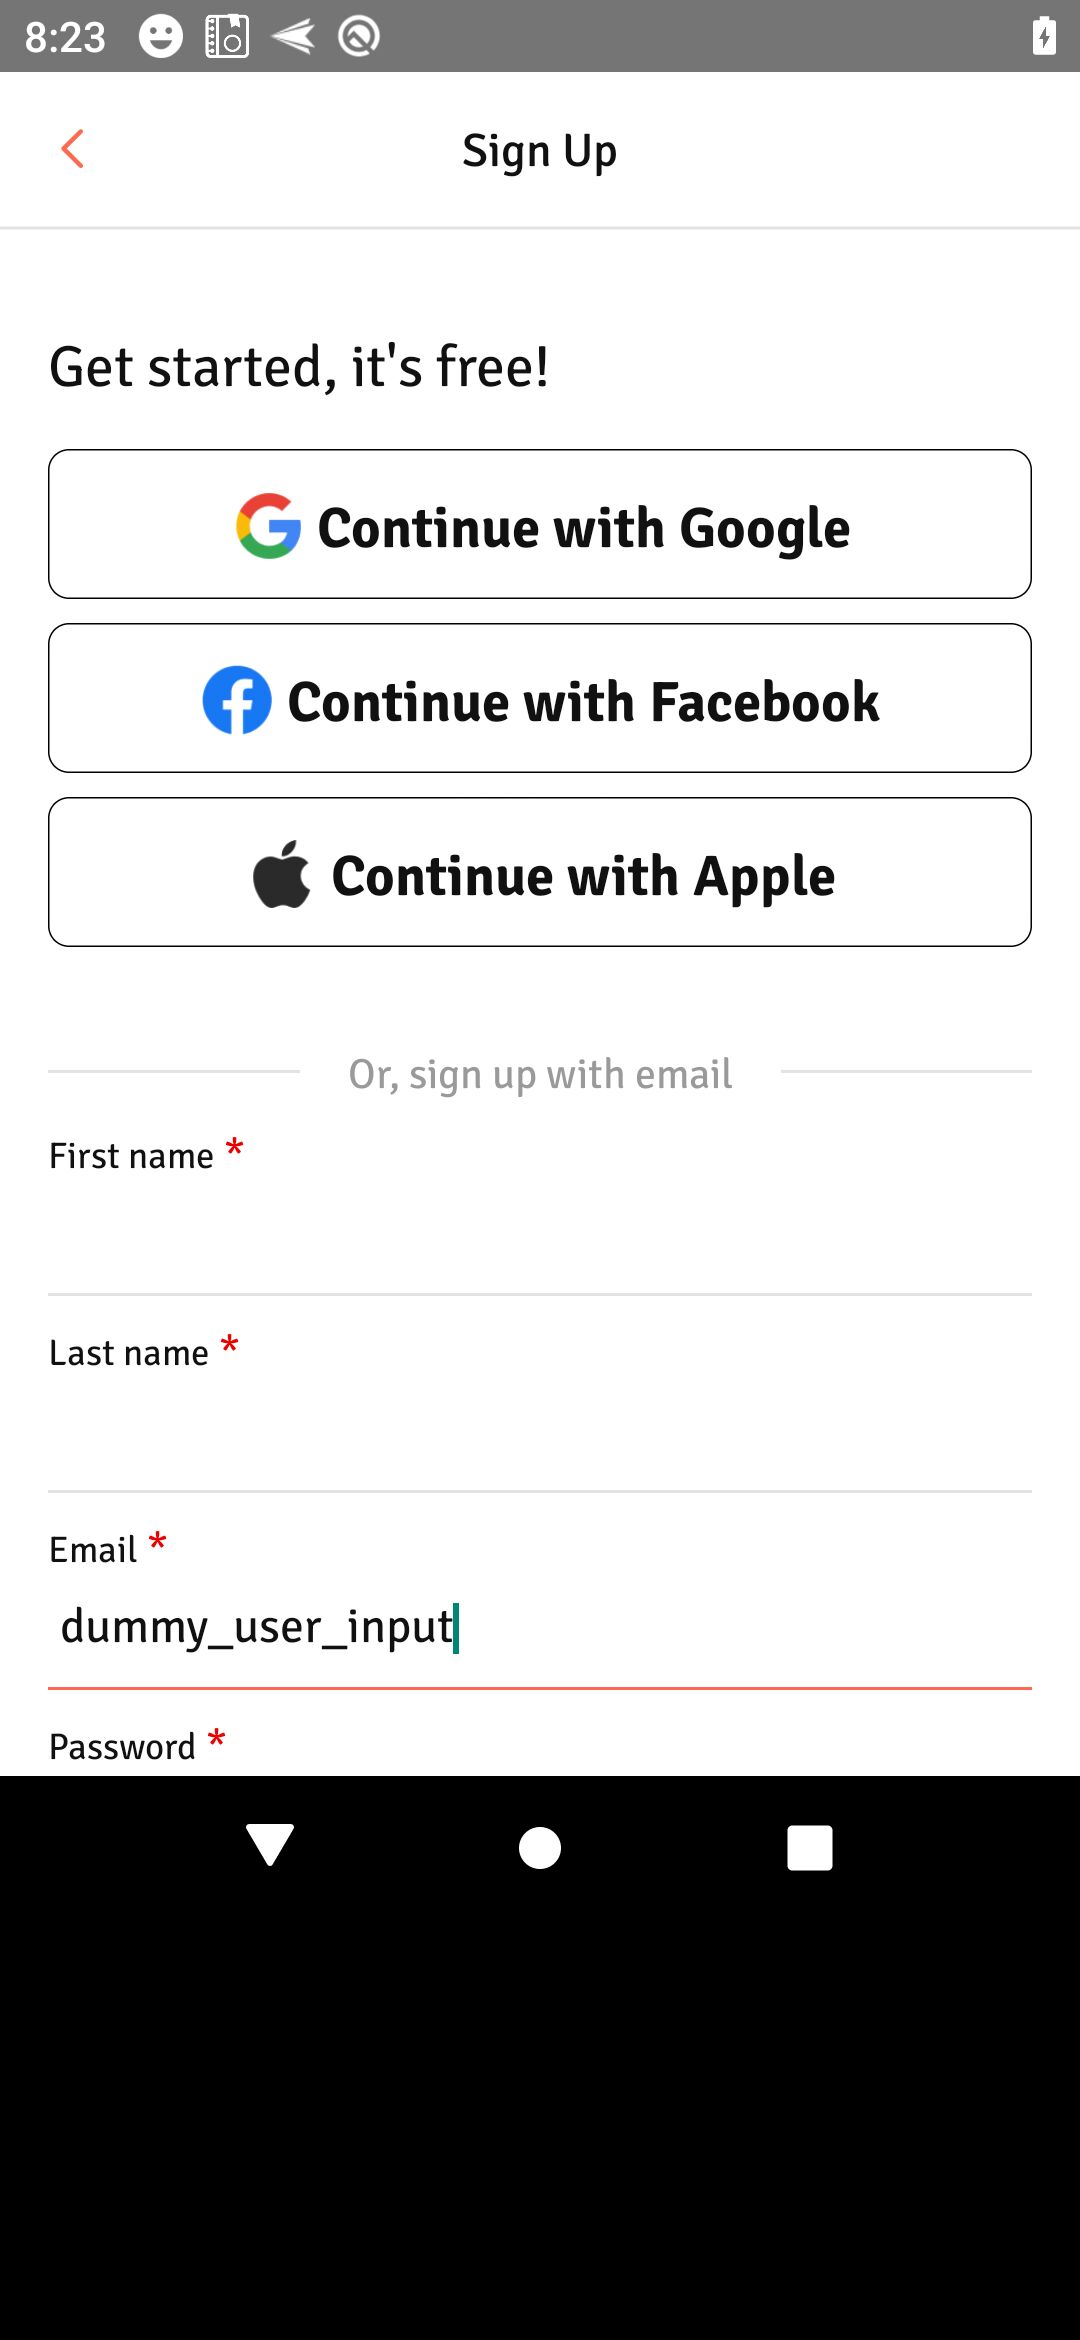 8:23
Sign Up
Get started, it's free!
Continue with Google
Continue with Facebook
Continue with Apple
Or, sign up with email
First name *
Last name *
Email *
dummy_user_input
Password *